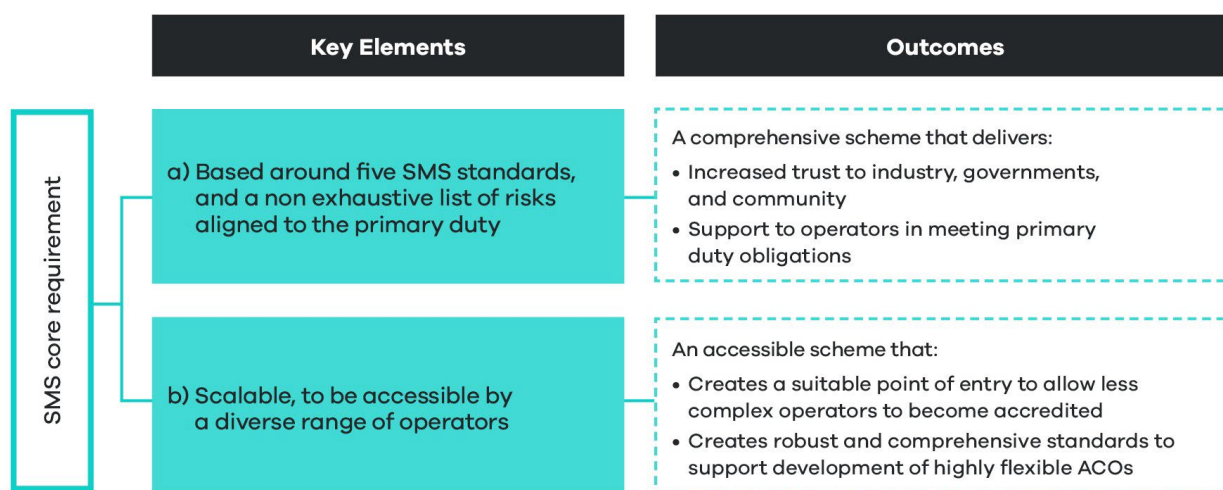 Key Elements
Outcomes
SMS core requirement
a) Based around five SMS standards,
and a non exhaustive list of risks
aligned to the primary duty
A comprehensive scheme that delivers:
• Increased trust to industry, governments,
and community
• Support to operators in meeting primary
duty obligations
b) Scalable, to be accessible by
a diverse range of operators
An accessible scheme that:
• Creates a suitable point of entry to allow less
complex operators to become accredited
• Creates robust and comprehensive standards to
support development of highly flexible ACOs